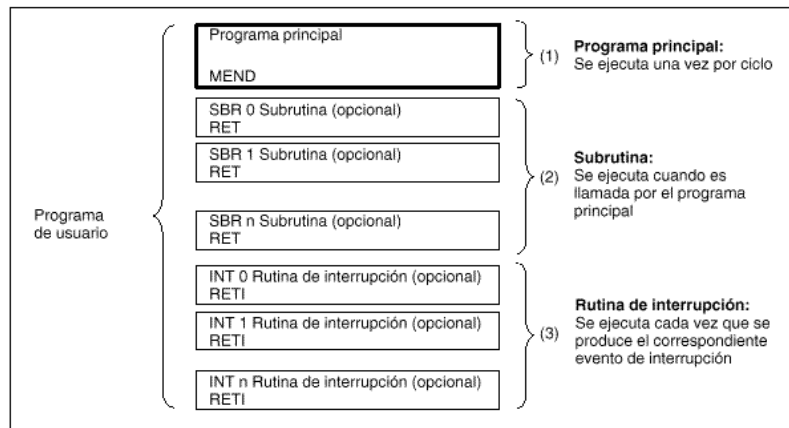 Programa principal
MEND
(1)
Programa principal:
Se ejecuta una vez por ciclo
SBR 0 Subrutina (opcional)
RET
SBR 1 Subrutina (opcional)
RET
SBR n Subrutina (opcional)
RET
(2)
Subrutina:
Se ejecuta cuando es
llamada por el programa
principal
Programa
de usuario
INT 0 Rutina de interrupción (opcional)
RETI
INT 1 Rutina de interrupción (opcional)
RETI
INT n Rutina de interrupción (opcional)
RETI
(3)
Rutina de interrupción:
Se ejecuta cada vez que se
produce el correspondiente
evento de interrupción